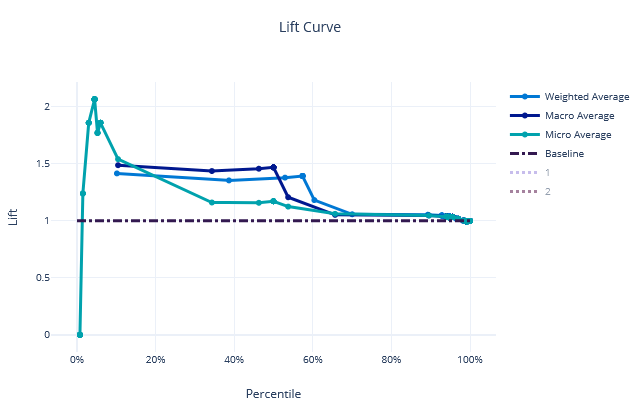 Lift Curve
Lift
2
1.5
1
0.5
0
0%
20%
40%
60%
80%
100%
Percentile
Weighted Average
Macro Average
Micro Average
Baseline
1
2